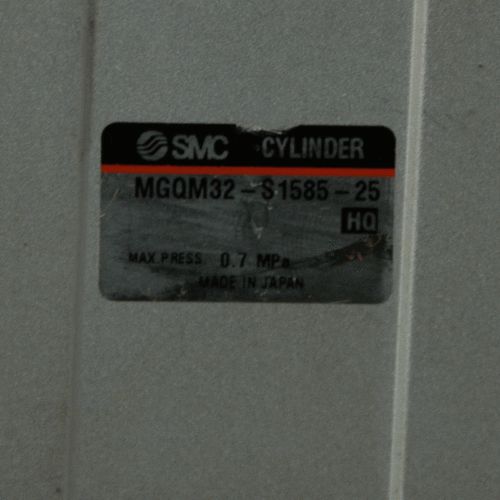 SMC CYLINDER
MGQM32-S1585-25
HQ
MAX PRESS. 0.7 MPa
MADE IN JAPAN